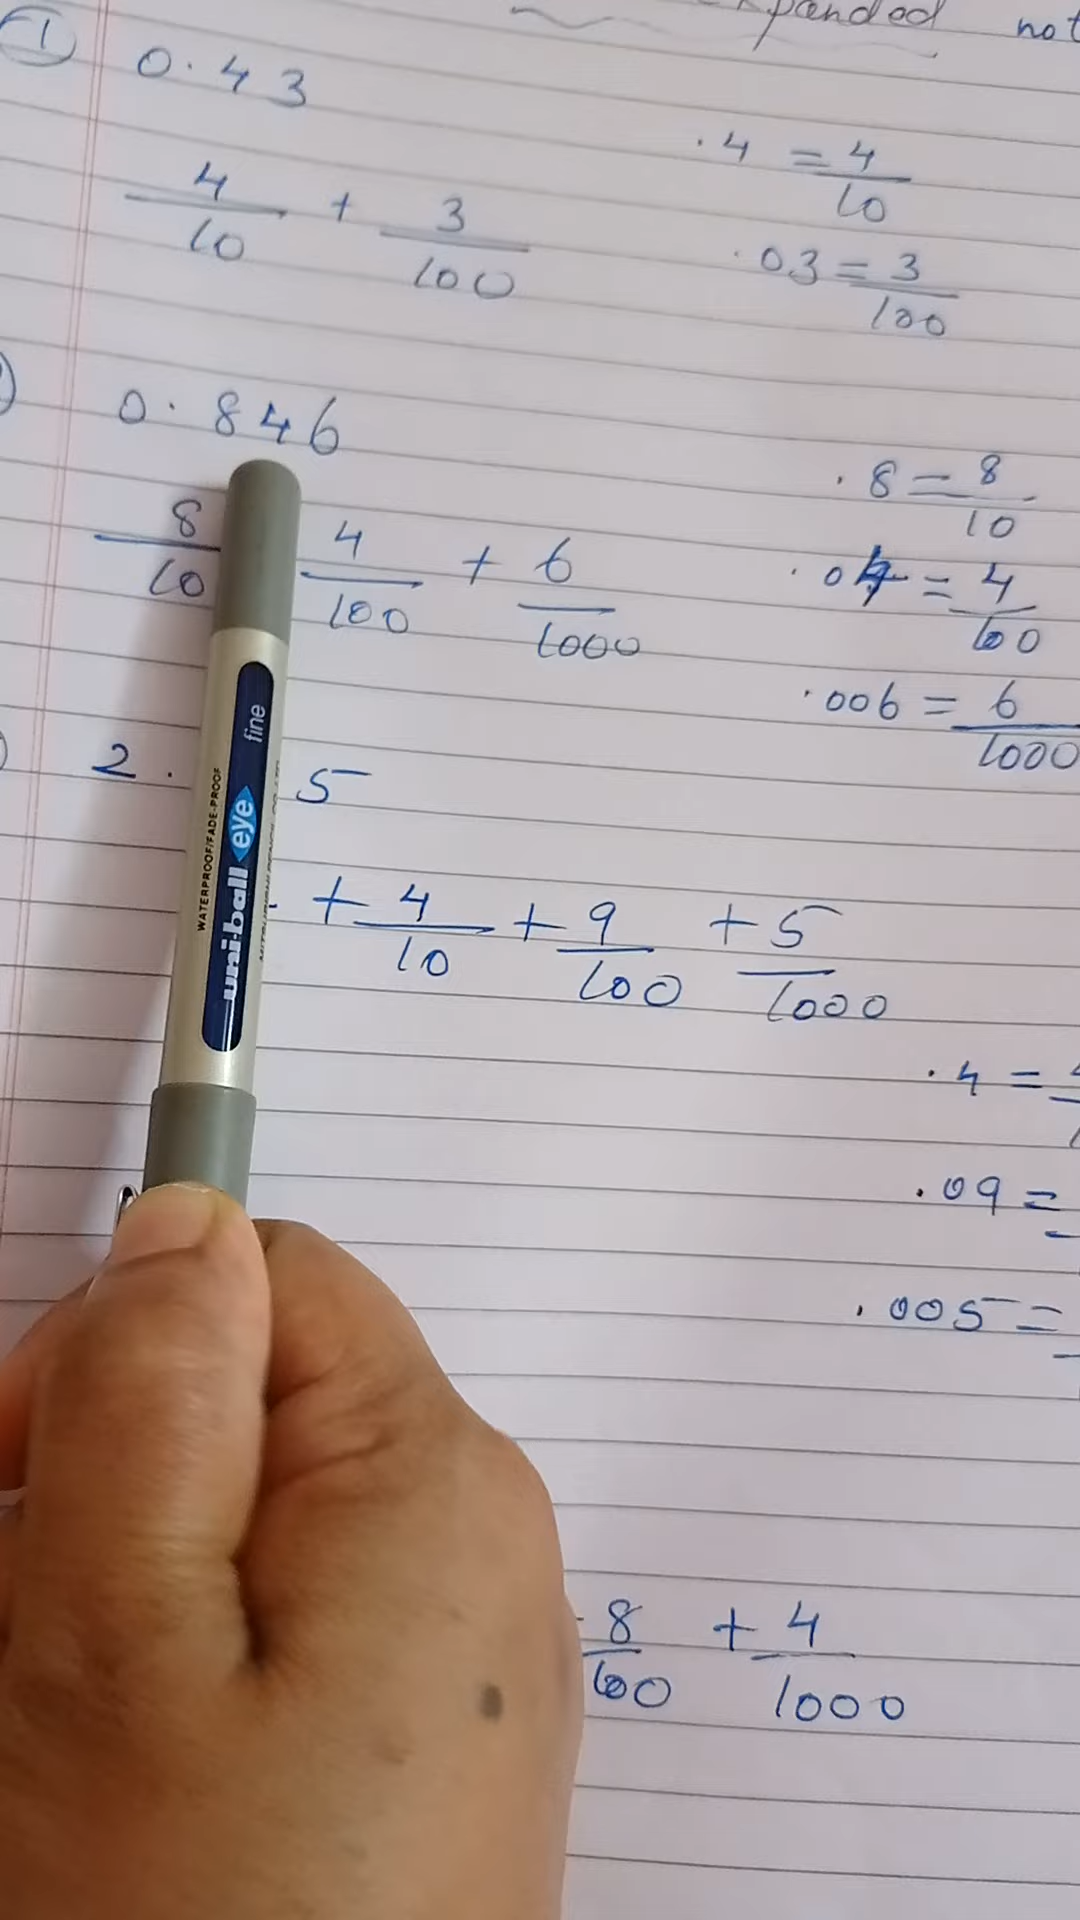 expanded not
1 0.43
.4 = 4/10
4/10 + 3/100
.03 = 3/100
0.846
.8 = 8/10
8/10 4/100 + 6/1000
.04 = 4/100
.006 = 6/1000
2. 5
+ 4/10 + 9/100 + 5/1000
.4 =
.09 =
.005 =
8/100 + 4/1000
WATERPROOF/FADE-PROOF
uni-ball eye fine